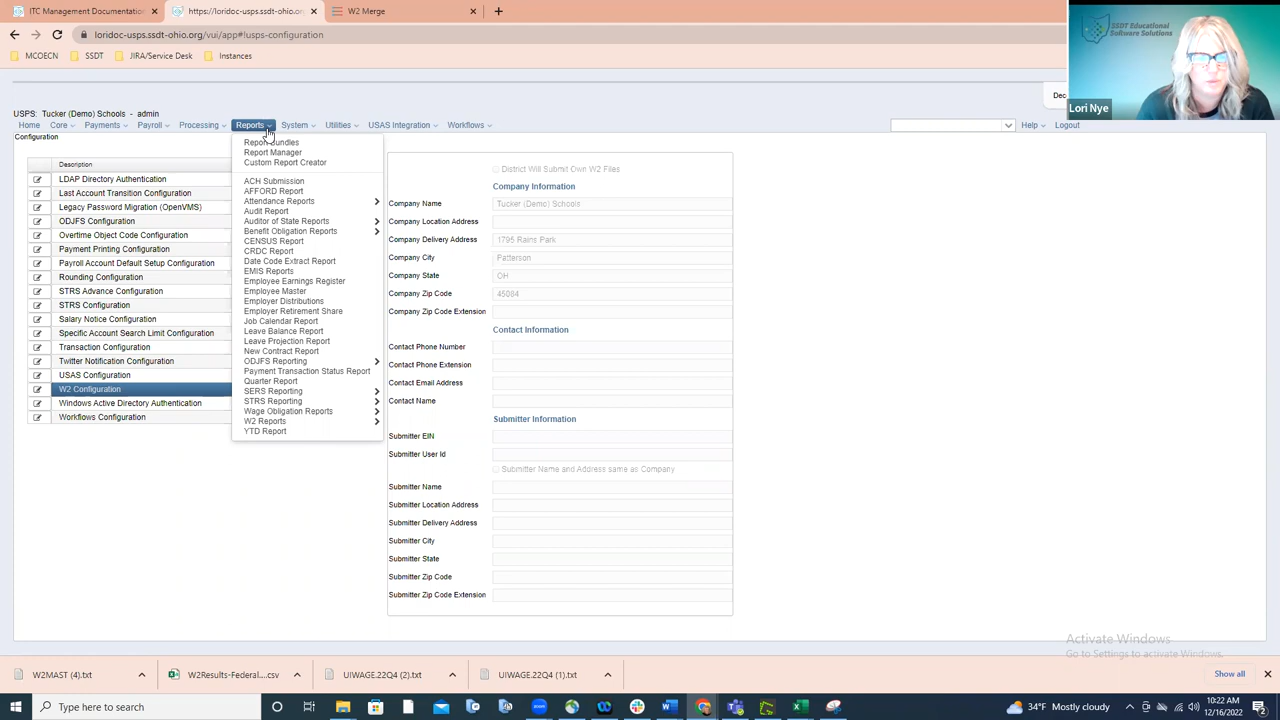 ITC Management Documentation
https://loridoc-usps.ssdt-ohio.org
W2 Merge
loridoc-usps.ssdt-ohio.org/vui/app#!usps-configuration
MCOECN
SSDT
JIRA/Service Desk
Instances
SSDT Educational
Software Solutions
Lori Nye
Dec
USPS: Tucker (Demo) Schools - admin
Home Core Payments Payroll Processing Reports System Utilities USAS Integration Workflows Help Logout
Configuration
Description
LDAP Directory Authentication
Last Account Transition Configuration
Legacy Password Migration (OpenVMS)
ODJFS Configuration
Overtime Object Code Configuration
Payment Printing Configuration
Payroll Account Default Setup Configuration
Rounding Configuration
STRS Advance Configuration
STRS Configuration
Salary Notice Configuration
Specific Account Search Limit Configuration
Transaction Configuration
Twitter Notification Configuration
USAS Configuration
W2 Configuration
Windows Active Directory Authentication
Workflows Configuration
Report Bundles
Report Manager
Custom Report Creator
ACH Submission
AFFORD Report
Attendance Reports
Audit Report
Auditor of State Reports
Benefit Obligation Reports
CENSUS Report
CRDC Report
Date Code Extract Report
EMIS Reports
Employee Earnings Register
Employee Master
Employer Distributions
Employer Retirement Share
Job Calendar Report
Leave Balance Report
Leave Projection Report
New Contract Report
ODJFS Reporting
Payment Transaction Status Report
Quarter Report
SERS Reporting
STRS Reporting
Wage Obligation Reports
W2 Reports
YTD Report
District Will Submit Own W2 Files
Company Information
Company Name Tucker (Demo) Schools
Company Location Address
Company Delivery Address 1795 Rains Park
Company City Patterson
Company State OH
Company Zip Code 45084
Company Zip Code Extension
Contact Information
Contact Phone Number
Contact Phone Extension
Contact Email Address
Contact Name
Submitter Information
Submitter EIN
Submitter User Id
Submitter Name and Address same as Company
Submitter Name
Submitter Location Address
Submitter Delivery Address
Submitter City
Submitter State
Submitter Zip Code
Submitter Zip Code Extension
Activate Windows
Go to Settings to activate Windows.
W2MAST (4).txt
W2Results-Federal....csv
UIWAGE.22Q4 (2).txt
UIWAGE.22Q4 (1).txt
Show all
Type here to search
34°F Mostly cloudy
10:22 AM
12/16/2022
2